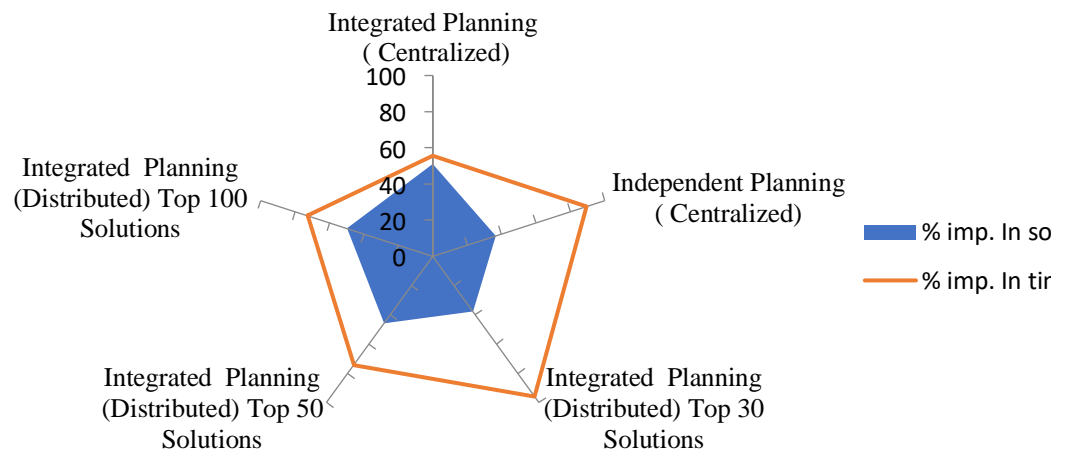 Integrated Planning
( Centralized)
100
80
60
40
20
0
Independent Planning
( Centralized)
Integrated Planning
(Distributed) Top 30
Solutions
Integrated Planning
(Distributed) Top 50
Solutions
Integrated Planning
(Distributed) Top 100
Solutions
% imp. In so
% imp. In